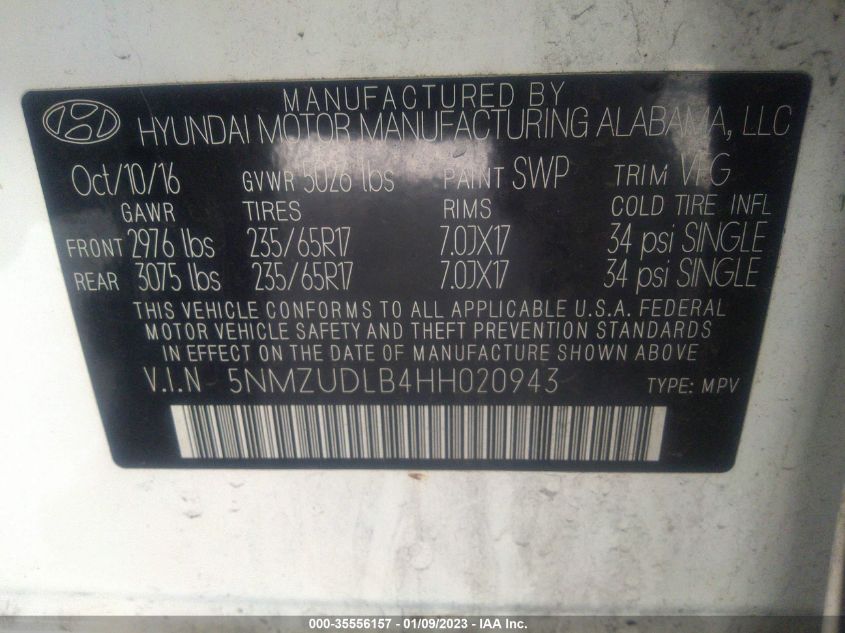 MANUFACTURED BY
HYUNDAI MOTOR MANUFACTURING ALABAMA, LLC
Oct/10/16 GVWR 5026 lbs PAINT SWP TRIM VFG
GAWR TIRES RIMS COLD TIRE INFL
FRONT 2976 lbs 235/65R17 7.0JX17 34 psi SINGLE
REAR 3075 lbs 235/65R17 7.0JX17 34 psi SINGLE
THIS VEHICLE CONFORMS TO ALL APPLICABLE U.S.A. FEDERAL
MOTOR VEHICLE SAFETY AND THEFT PREVENTION STANDARDS
IN EFFECT ON THE DATE OF MANUFACTURE SHOWN ABOVE.
V.I.N 5NMZUDLB4HH020943 TYPE: MPV
000-35556157 - 01/09/2023 - IAA Inc.